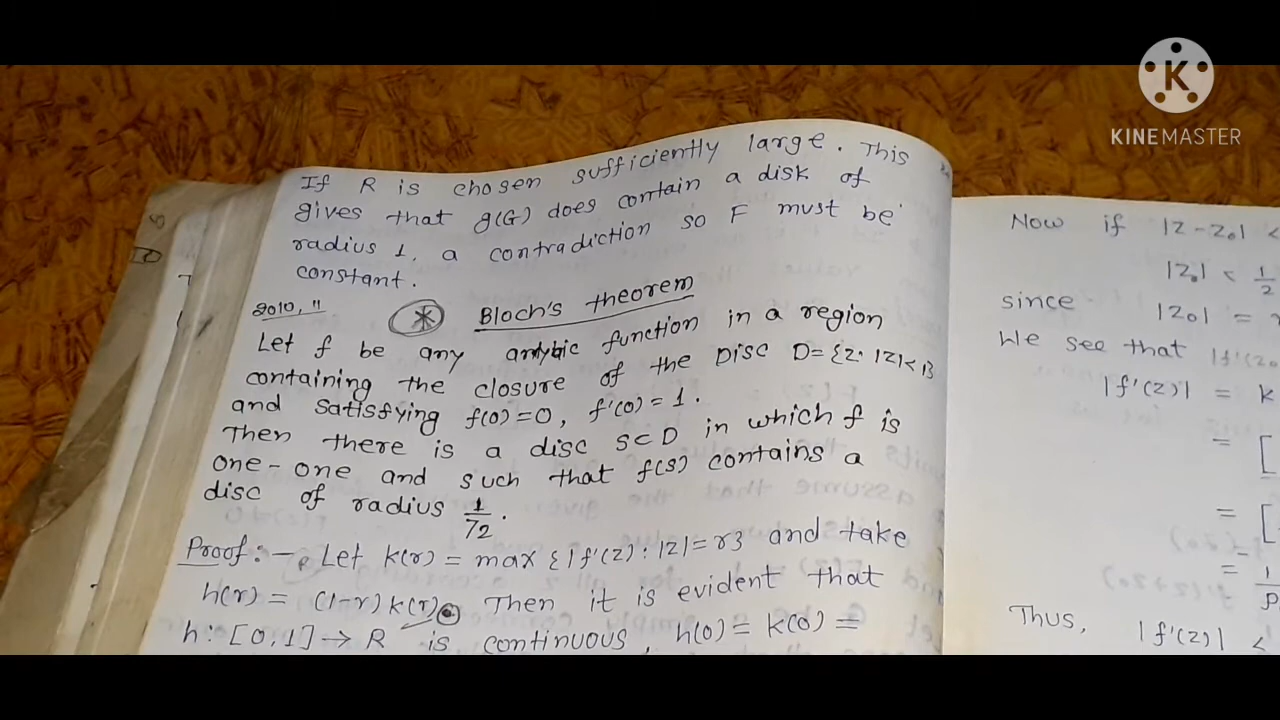 KINEMASTER
If R is chosen sufficiently large. This
gives that g(G) does contain a disk of
radius 1, a contradiction so F must be
constant.
2010, 11
Bloch's theorem
Let f be any analytic function in a region
containing the closure of the Disc D={z: |z|<1}
and satisfying f(0)=0, f'(0)=1.
Then there is a disc S⊂D in which f is
one-one and such that f(S) contains a
disc of radius 1/72.
Proof:- Let K(r) = max {|f'(z) : |z|=r} and take
h(r) = (1-r) K(r). Then it is evident that
h: [0,1] → R is continuous, h(0) = K(0) =
Now if |z-z₀| <
|z₀| < 1/2
since |z₀| =
We see that |f'(z₀
|f'(z)| = K
= [
= [
= 1/ρ
Thus, |f'(z)| <